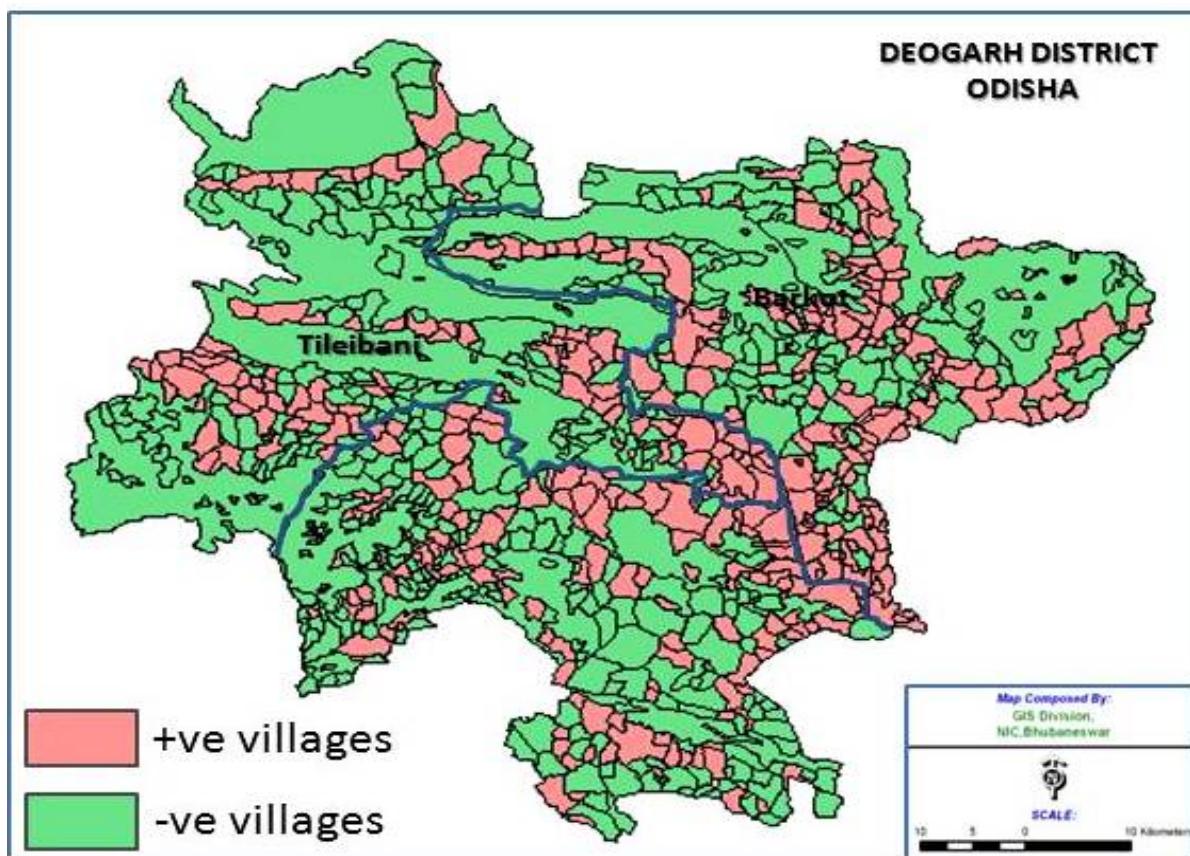 DEOGARH DISTRICT
ODISHA
Barkot
Tileibani
+ve villages
-ve villages
Map Composed By:
GIS Division,
NIC,Bhubaneswar
N
SCALE:
10 5 0 10 Kilometers